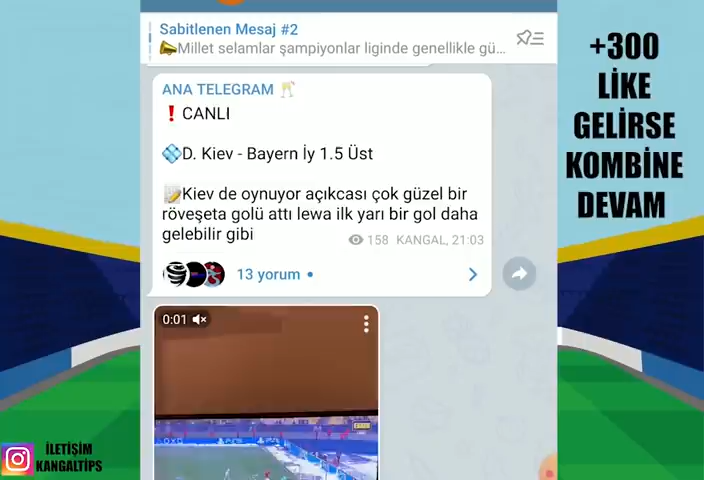 Sabitlenen Mesaj #2
📣Millet selamlar şampiyonlar liginde genellikle gü...
ANA TELEGRAM 🥂
❗CANLI
💠D. Kiev - Bayern İy 1.5 Üst
📝Kiev de oynuyor açıkcası çok güzel bir
röveşeta golü attı lewa ilk yarı bir gol daha
gelebilir gibi
158 KANGAL, 21:03
13 yorum
0:01
+300
LİKE
GELİRSE
KOMBİNE
DEVAM
İLETİŞİM
KANGALTİPS